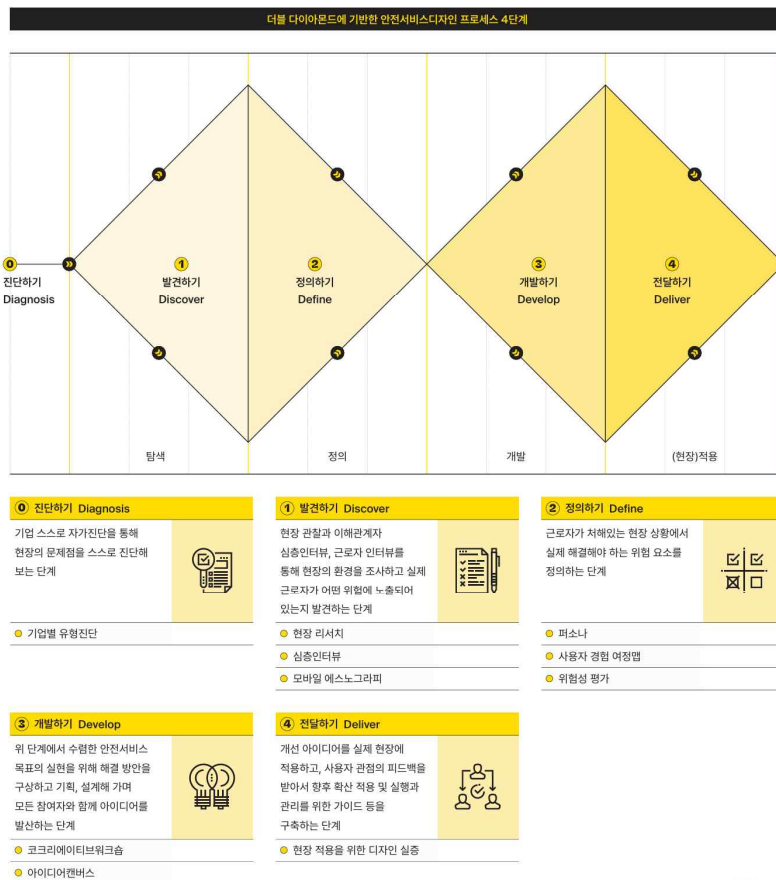 더블 다이아몬드에 기반한 안전서비스디자인 프로세스 4단계
0
진단하기
Diagnosis
1
발견하기
Discover
2
정의하기
Define
3
개발하기
Develop
4
전달하기
Deliver
탐색
정의
개발
(현장)적용
0 진단하기 Diagnosis
기업 스스로 자가진단을 통해
현장의 문제점을 스스로 진단해
보는 단계
기업별 유형진단
1 발견하기 Discover
현장 관찰과 이해관계자
심층인터뷰, 근로자 인터뷰를
통해 현장의 환경을 조사하고 실제
근로자가 어떤 위험에 노출되어
있는지 발견하는 단계
현장 리서치
심층인터뷰
모바일 에스노그라피
2 정의하기 Define
근로자가 처해있는 현장 상황에서
실제 해결해야 하는 위험 요소를
정의하는 단계
퍼소나
사용자 경험 여정맵
위험성 평가
3 개발하기 Develop
위 단계에서 수렴한 안전서비스
목표의 실현을 위해 해결 방안을
구상하고 기획, 설계해 가며
모든 참여자와 함께 아이디어를
발산하는 단계
코크리에이티브워크숍
아이디어캔버스
4 전달하기 Deliver
개선 아이디어를 실제 현장에
적용하고, 사용자 관점의 피드백을
받아서 향후 확산 적용 및 실행과
관리를 위한 가이드 등을
구축하는 단계
현장 적용을 위한 디자인 실증